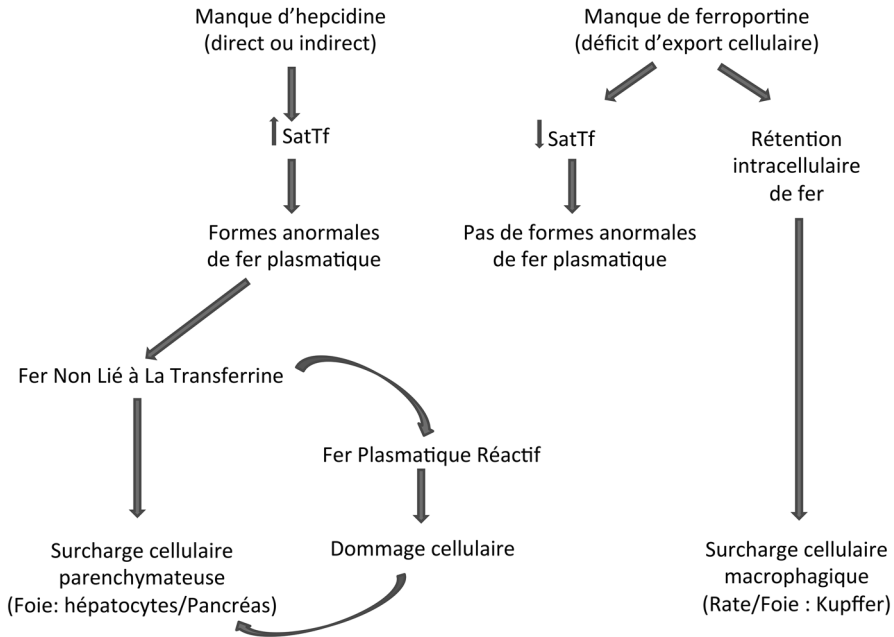 Manque d’hepcidine
(direct ou indirect)
SatTf
Formes anormales
de fer plasmatique
Fer Non Lié à La Transferrine
Fer Plasmatique Réactif
Surcharge cellulaire
parenchymateuse
(Foie: hépatocytes/Pancréas)
Dommage cellulaire
Manque de ferroportine
(déficit d’export cellulaire)
SatTf
Pas de formes anormales
de fer plasmatique
Rétention
intracellulaire
de fer
Surcharge cellulaire
macrophagique
(Rate/Foie : Kupffer)